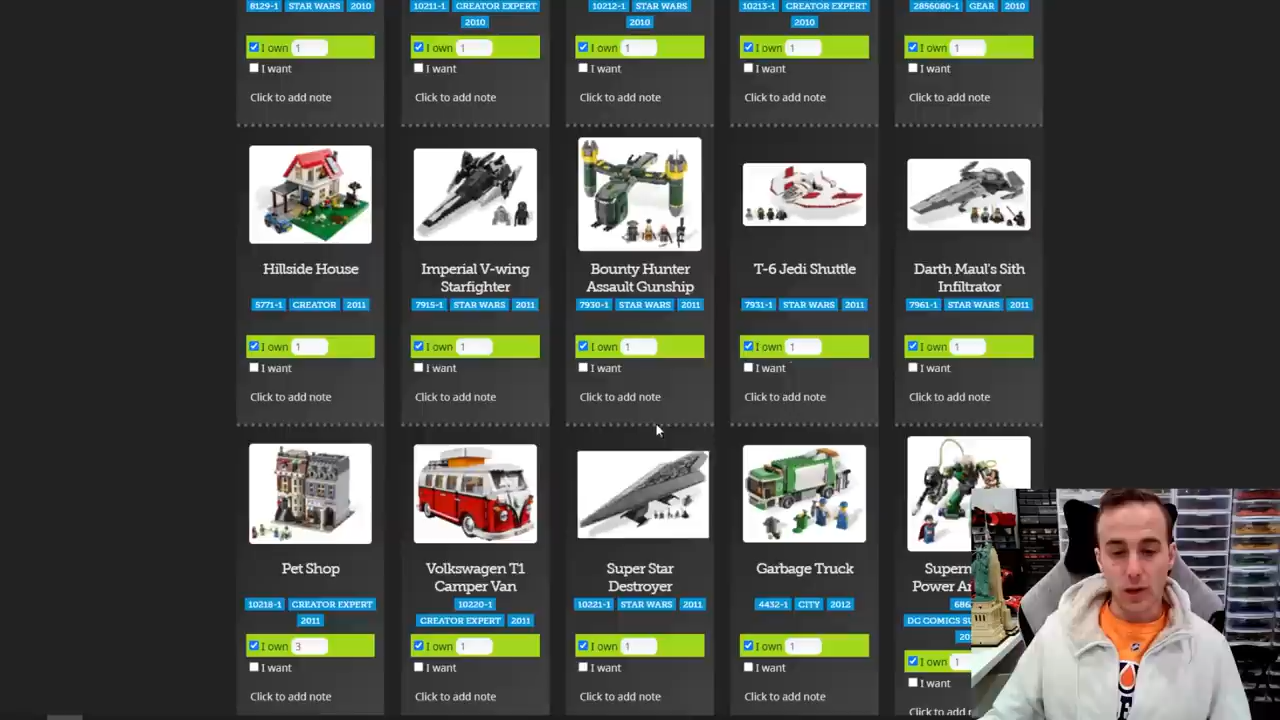 8129-1 STAR WARS 2010
10211-1 CREATOR EXPERT
2010
10212-1 STAR WARS
2010
10213-1 CREATOR EXPERT
2010
2856080-1 GEAR 2010
I own 1
I own 1
I own 1
I own 1
I own 1
I want
I want
I want
I want
I want
Click to add note
Click to add note
Click to add note
Click to add note
Click to add note
Hillside House
Imperial V-wing
Starfighter
Bounty Hunter
Assault Gunship
T-6 Jedi Shuttle
Darth Maul's Sith
Infiltrator
5771-1 CREATOR 2011
7915-1 STAR WARS 2011
7930-1 STAR WARS 2011
7931-1 STAR WARS 2011
7961-1 STAR WARS 2011
I own 1
I own 1
I own 1
I own 1
I own 1
I want
I want
I want
I want
I want
Click to add note
Click to add note
Click to add note
Click to add note
Click to add note
Pet Shop
Volkswagen T1
Camper Van
Super Star
Destroyer
Garbage Truck
Power
10218-1 CREATOR EXPERT
2011
10220-1
CREATOR EXPERT 2011
10221-1 STAR WARS 2011
4432-1 CITY 2012
DC COMICS
I own 3
I own 1
I own 1
I own 1
I own 1
I want
I want
I want
I want
I want
Click to add note
Click to add note
Click to add note
Click to add note
Click to a